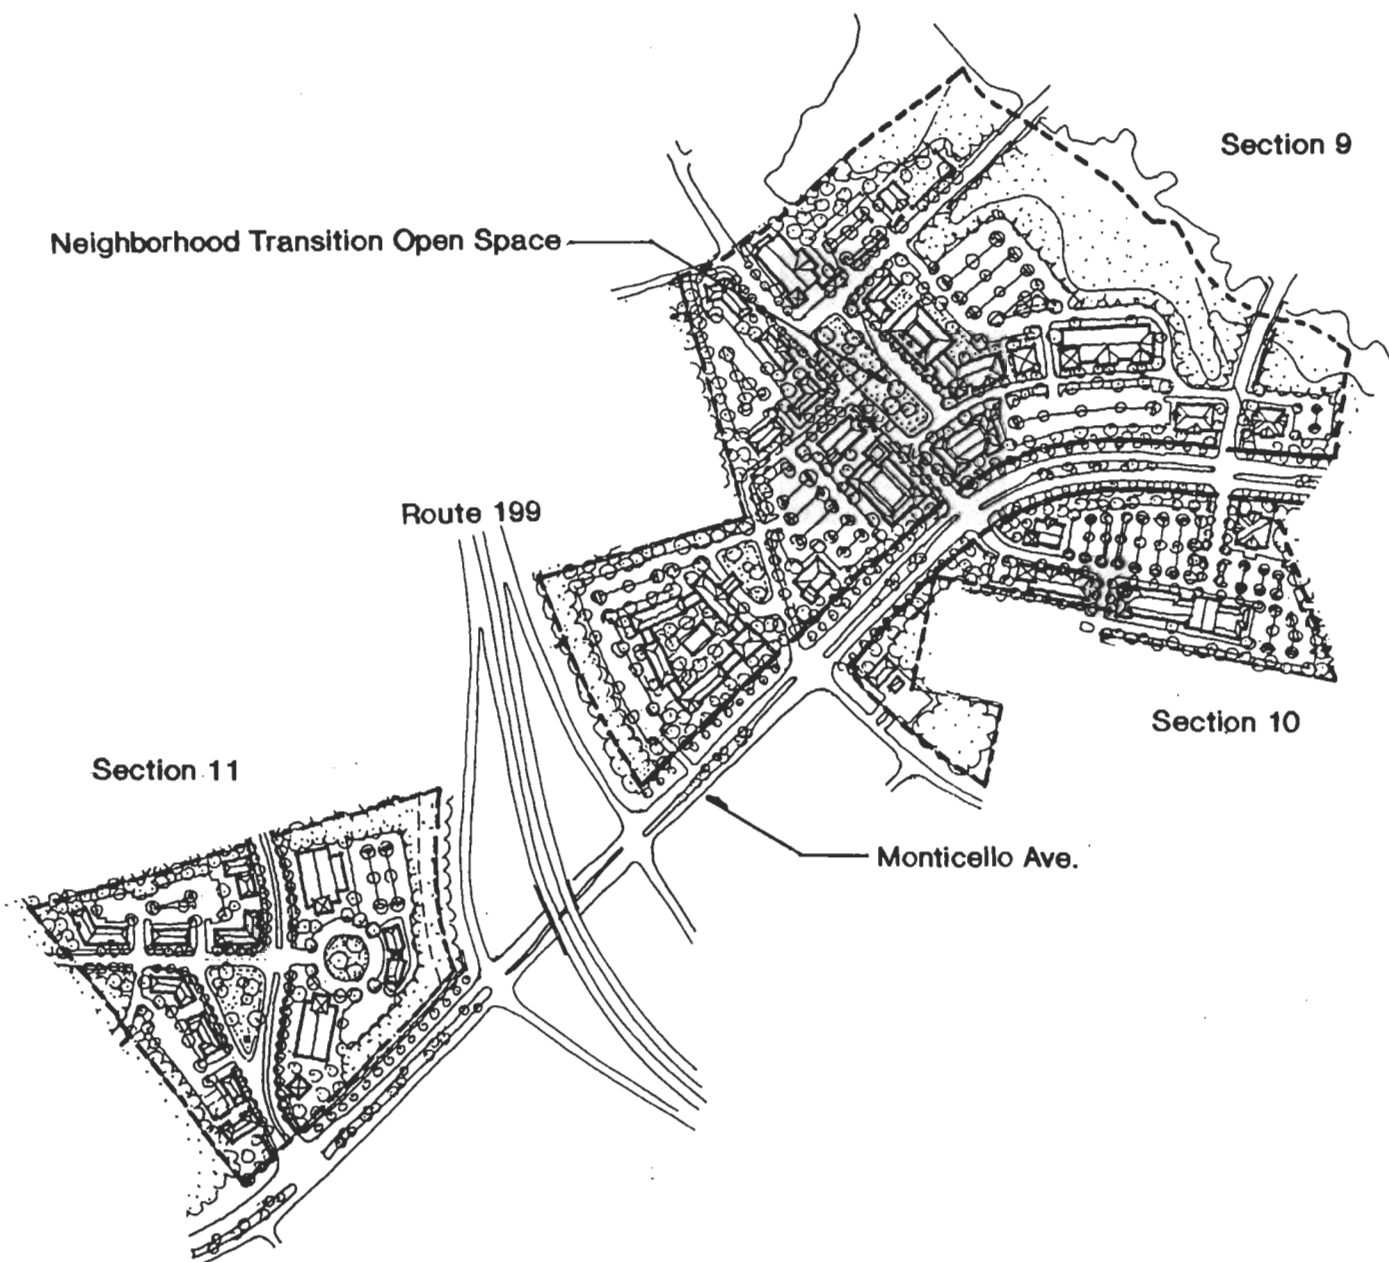 Section 9
Neighborhood Transition Open Space
Route 199
Section 10
Section 11
Monticello Ave.